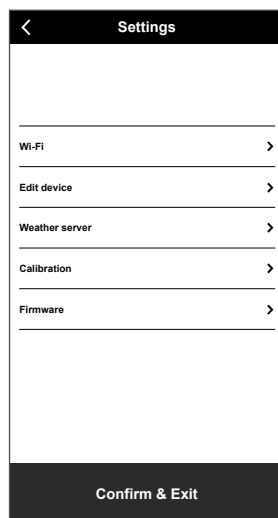 Settings
Wi-Fi
Edit device
Weather server
Calibration
Firmware
Confirm & Exit